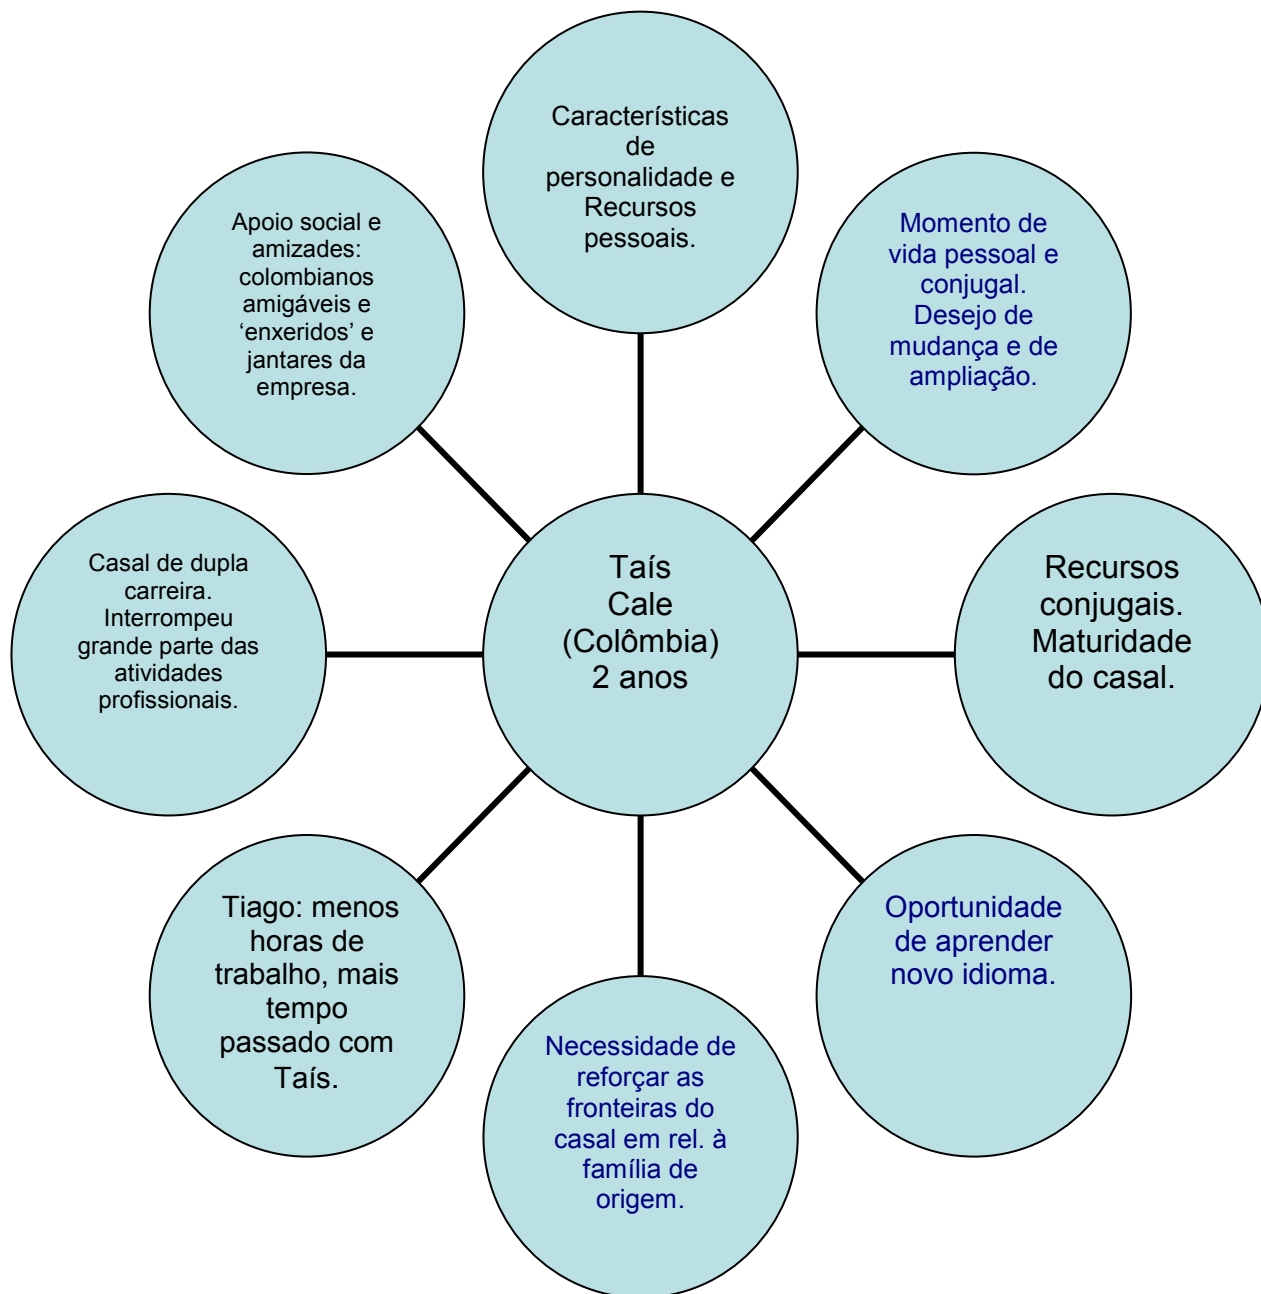 Características
de
personalidade e
Recursos
pessoais.
Apoio social e
amizades:
colombianos
amigáveis e
‘enxeridos’ e
jantares da
empresa.
Momento de
vida pessoal e
conjugal.
Desejo de
mudança e de
ampliação.
Casal de dupla
carreira.
Interrompeu
grande parte das
atividades
profissionais.
Taís
Cale
(Colômbia)
2 anos
Recursos
conjugais.
Maturidade
do casal.
Tiago: menos
horas de
trabalho, mais
tempo
passado com
Taís.
Oportunidade
de aprender
novo idioma.
Necessidade de
reforçar as
fronteiras do
casal em rel. à
família de
origem.